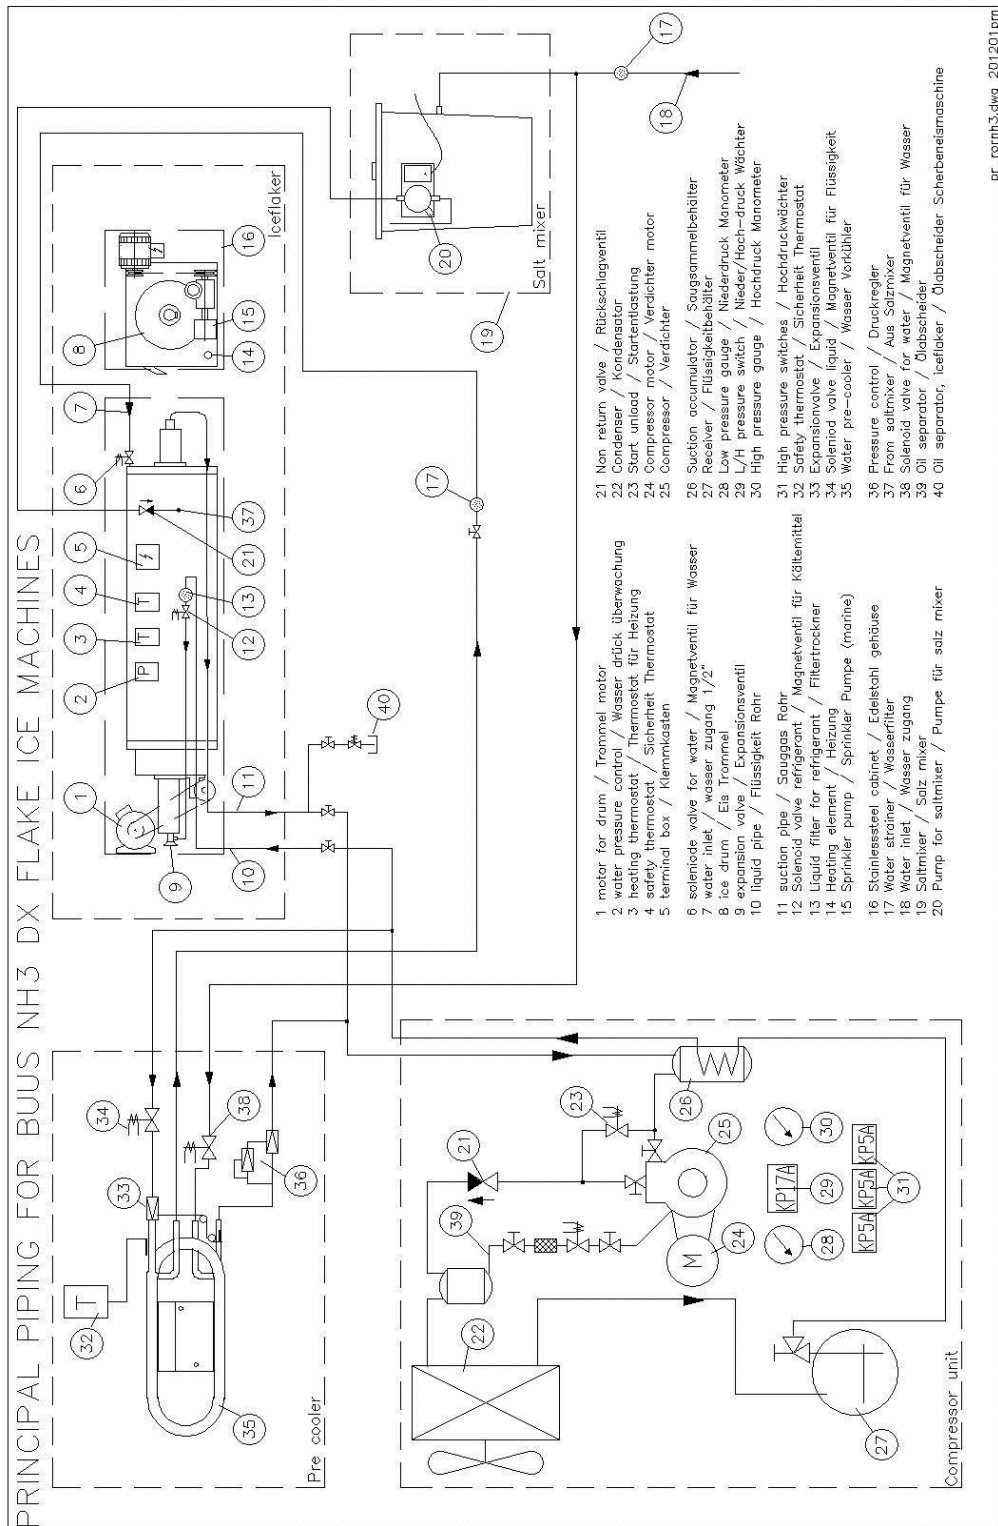 PRINCIPAL PIPING FOR BUUS NH3 DX FLAKE ICE MACHINES
Pre cooler
32
33
34
35
36
38
Iceflaker
1
2
3
4
5
6
7
8
9
10
11
12
13
14
15
16
21
37
40
P
T
T
T
Salt mixer
17
18
19
20
17
Compressor unit
21
22
23
24
25
26
27
28
29
30
31
39
M
KP17A
KP5A
KP5A
KP5A
1 motor for drum / Trommel motor
2 water pressure control / Wasser drück überwachung
3 heating thermostat / Thermostat für Heizung
4 safety thermostat / Sicherheit Thermostat
5 terminal box / Klemmkasten
6 soleniode valve for water / Magnetventil für Wasser
7 water inlet / wasser zugang 1/2"
8 ice drum / Eis Trommel
9 expansion valve / Expansionsventil
10 liquid pipe / Flüssigkeit Rohr
11 suction pipe / Sauggas Rohr
12 Solenoid valve refrigerant / Magnetventil für Kältemittel
13 Liquid filter for refrigerant / Filtertrockner
14 Heating element / Heizung
15 Sprinkler pump / Sprinkler Pumpe (marine)
16 Stainlesssteel cabinet / Edelstahl gehäuse
17 Water strainer / Wasserfilter
18 Water inlet / Wasser zugang
19 Saltmixer / Salz mixer
20 Pump for saltmixer / Pumpe für salz mixer
21 Non return valve / Rückschlagventil
22 Condenser / Kondensator
23 Start unload / Startentlastung
24 Compressor motor / Verdichter motor
25 Compressor / Verdichter
26 Suction accumulator / Saugsammelbehälter
27 Receiver / Flüssigkeitbehälter
28 Low pressure gauge / Niederdruck Manometer
29 L/H pressure switch / Nieder/Hoch-druck Wächter
30 High pressure gauge / Hochdruck Manometer
31 High pressure switches / Hochdruckwächter
32 Safety thermostat / Sicherheit Thermostat
33 Expansionvalve / Expansionsventil
34 Soleniod valve liquid / Magnetventil für Flüssigkeit
35 Water pre-cooler / Wasser Vorkühler
36 Pressure control / Druckregler
37 From saltmixer / Aus Salzmixer
38 Solenoid valve for water / Magnetventil für Wasser
39 Oil separator / Ölabscheider
40 Oil separator, iceflaker / Ölabscheider Scherbeneismaschine
pr_rornh3.dwg 201201prn